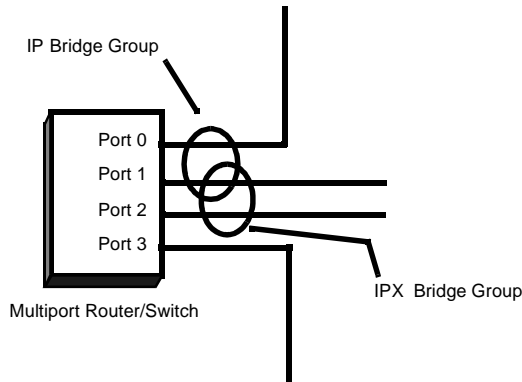 IP Bridge Group
Port 0
Port 1
Port 2
Port 3
IPX Bridge Group
Multiport Router/Switch